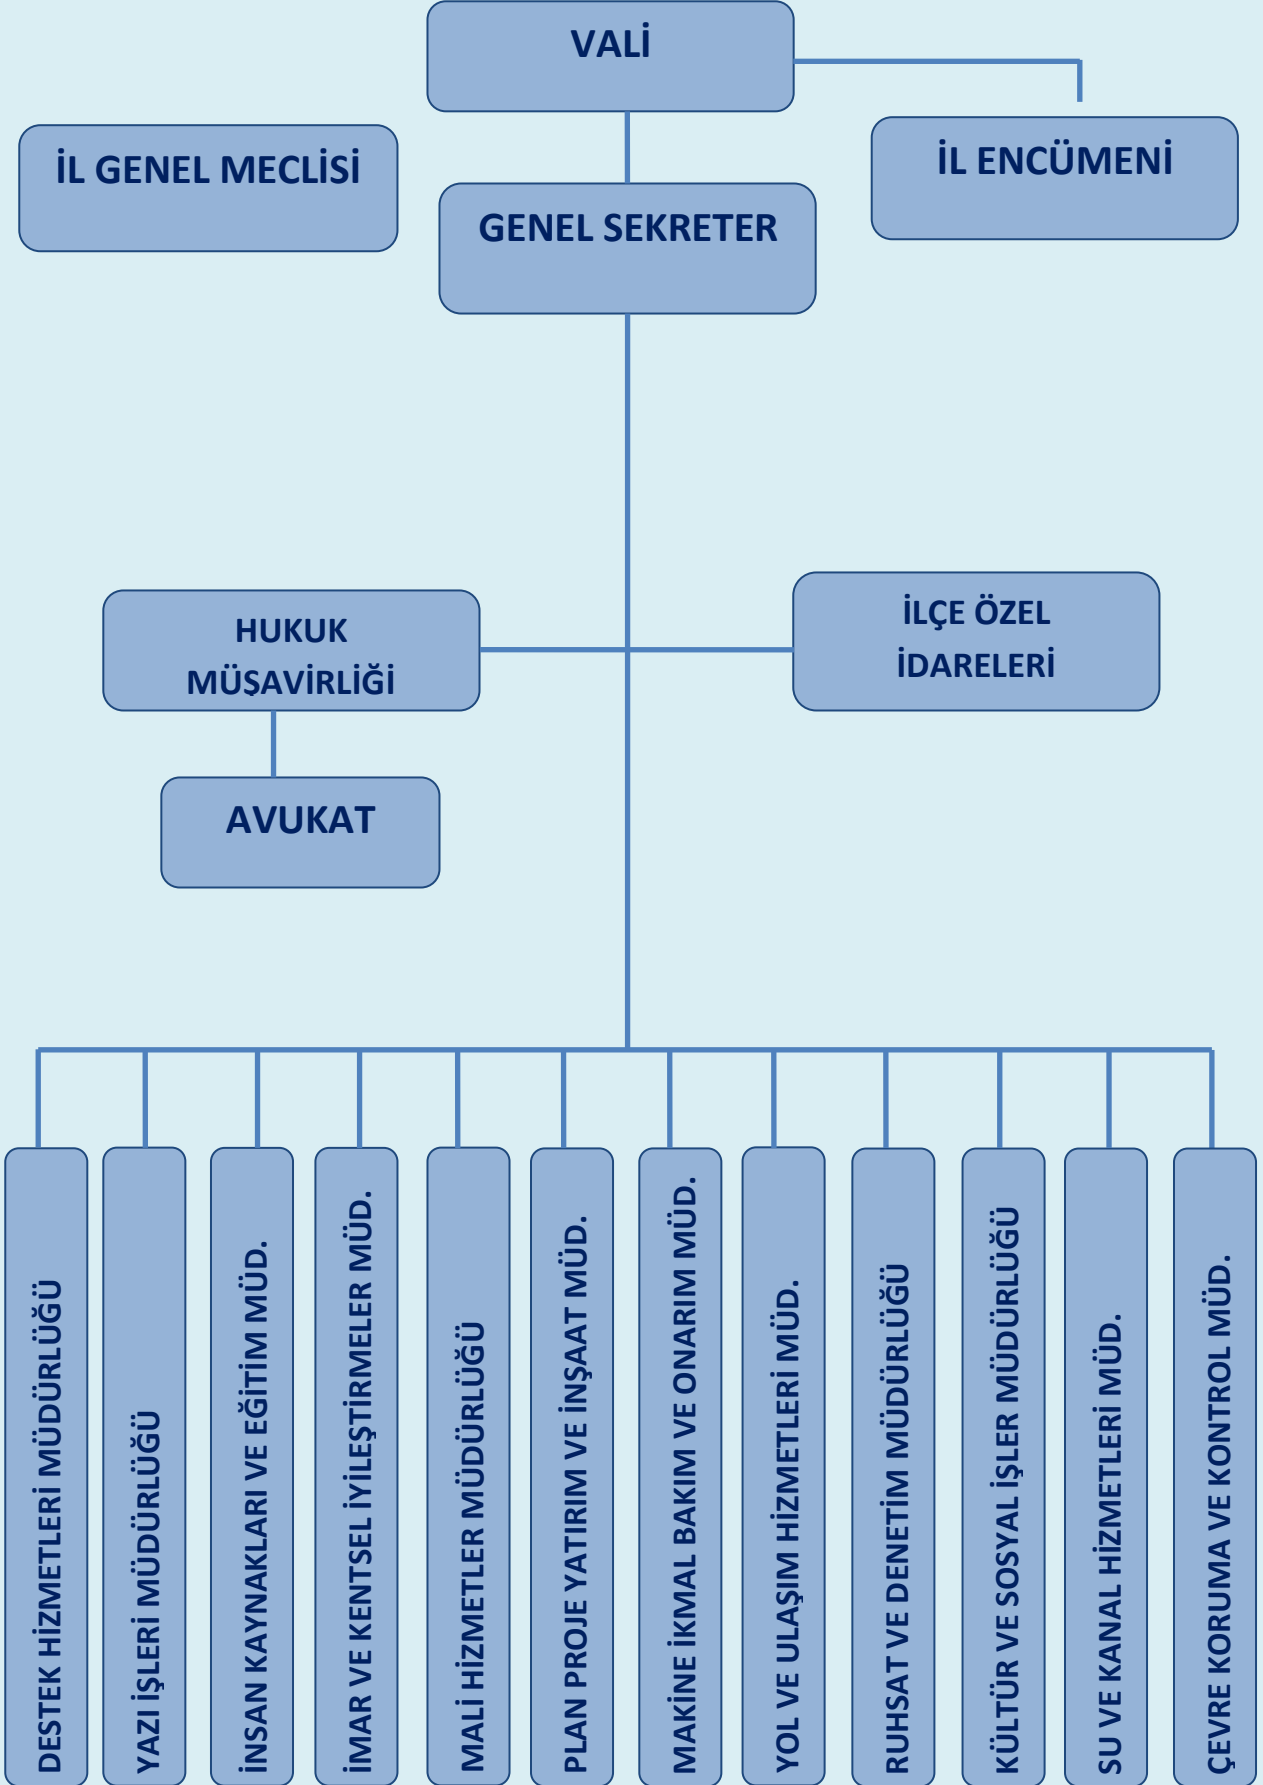 VALİ
İL GENEL MECLİSİ
İL ENCÜMENİ
GENEL SEKRETER
HUKUK
MÜŞAVİRLİĞİ
İLÇE ÖZEL
İDARELERİ
AVUKAT
DESTEK HİZMETLERİ MÜDÜRLÜĞÜ
YAZI İŞLERİ MÜDÜRLÜĞÜ
İNSAN KAYNAKLARI VE EĞİTİM MÜD.
İMAR VE KENTSEL İYİLEŞTİRMELER MÜD.
MALİ HİZMETLER MÜDÜRLÜĞÜ
PLAN PROJE YATIRIM VE İNŞAAT MÜD.
MAKİNE İKMAL BAKIM VE ONARIM MÜD.
YOL VE ULAŞIM HİZMETLERİ MÜD.
RUHSAT VE DENETİM MÜDÜRLÜĞÜ
KÜLTÜR VE SOSYAL İŞLER MÜDÜRLÜĞÜ
SU VE KANAL HİZMETLERİ MÜD.
ÇEVRE KORUMA VE KONTROL MÜD.